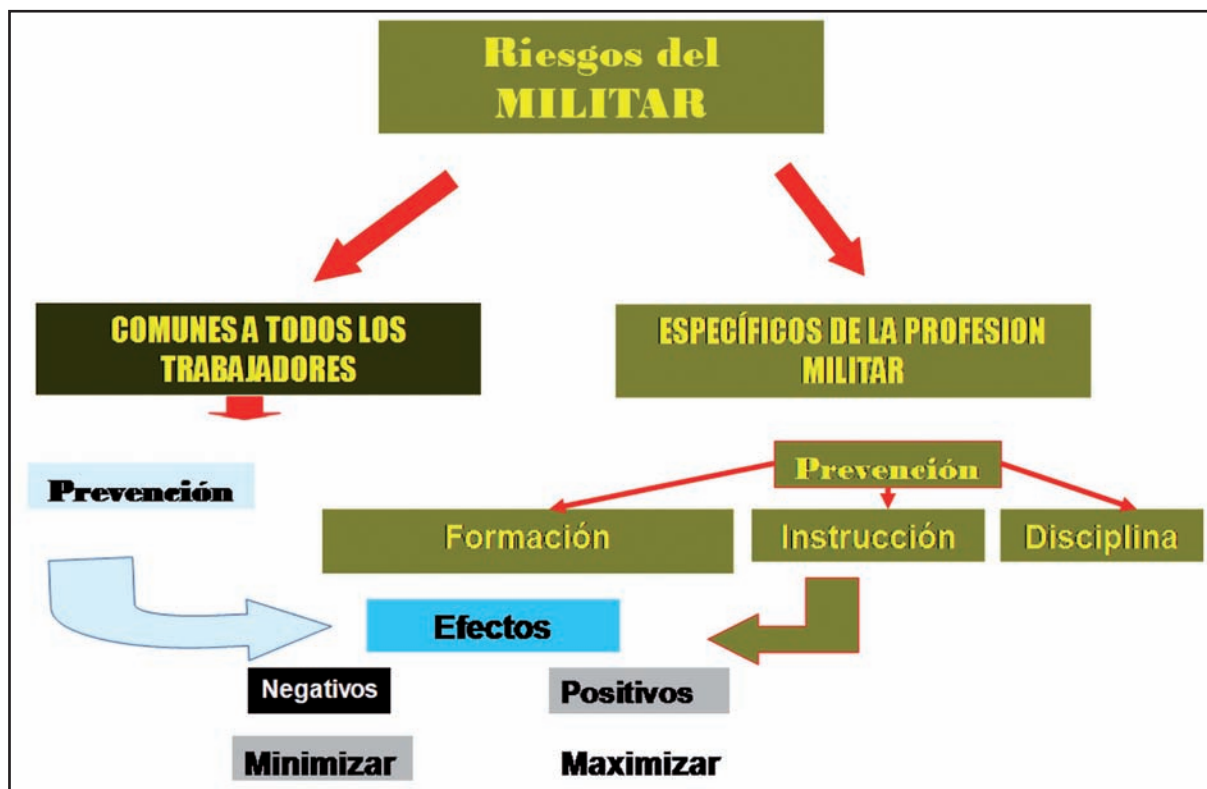 Riesgos del
MILITAR
COMUNES A TODOS LOS
TRABAJADORES
ESPECÍFICOS DE LA PROFESION
MILITAR
Prevención
Prevención
Formación
Instrucción
Disciplina
Efectos
Negativos
Positivos
Minimizar
Maximizar